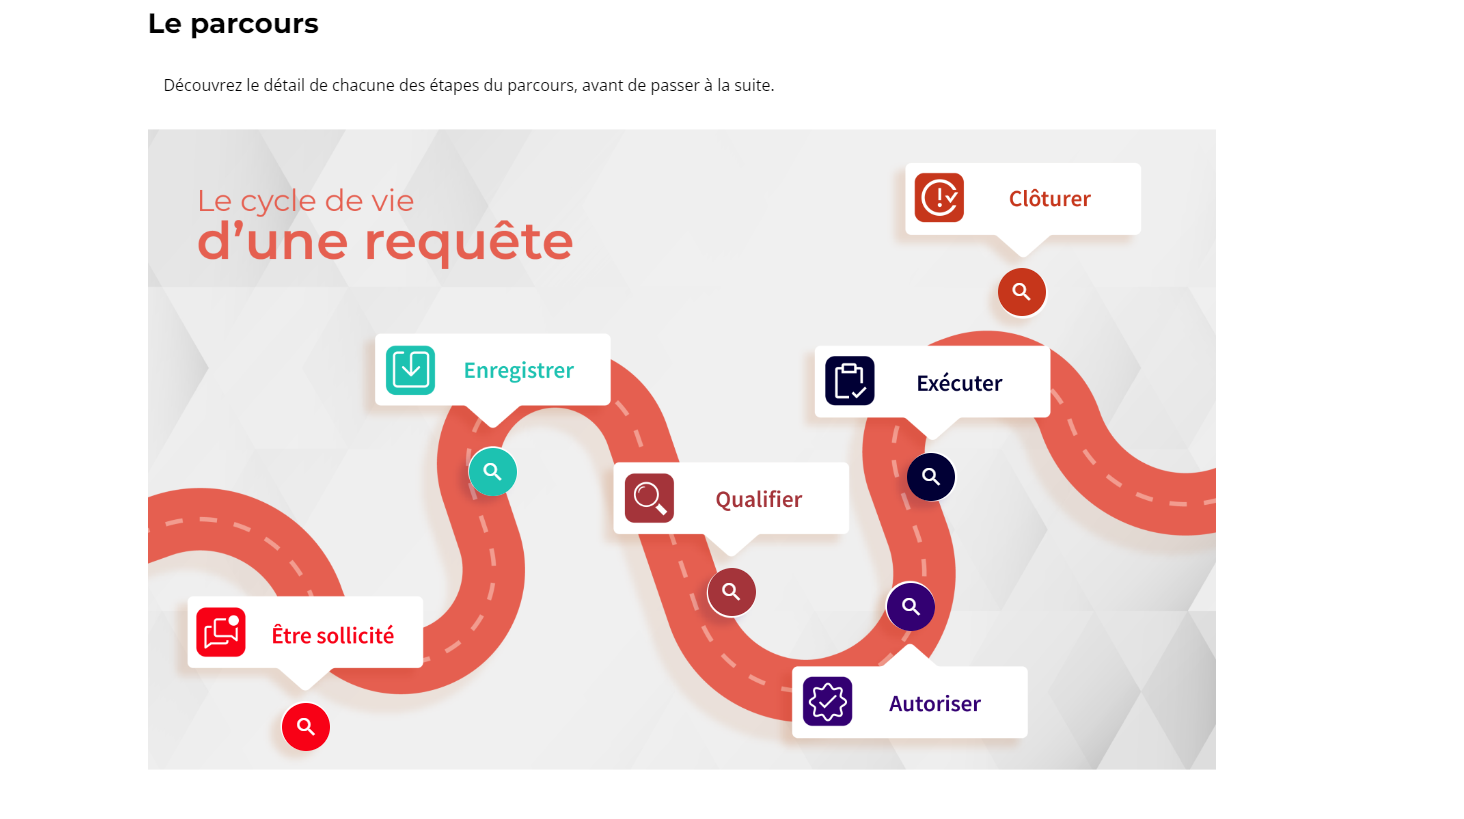 Le parcours
Découvrez le détail de chacune des étapes du parcours, avant de passer à la suite.
Le cycle de vie
d’une requête
Clôturer
Enregistrer
Exécuter
Qualifier
Être sollicité
Autoriser